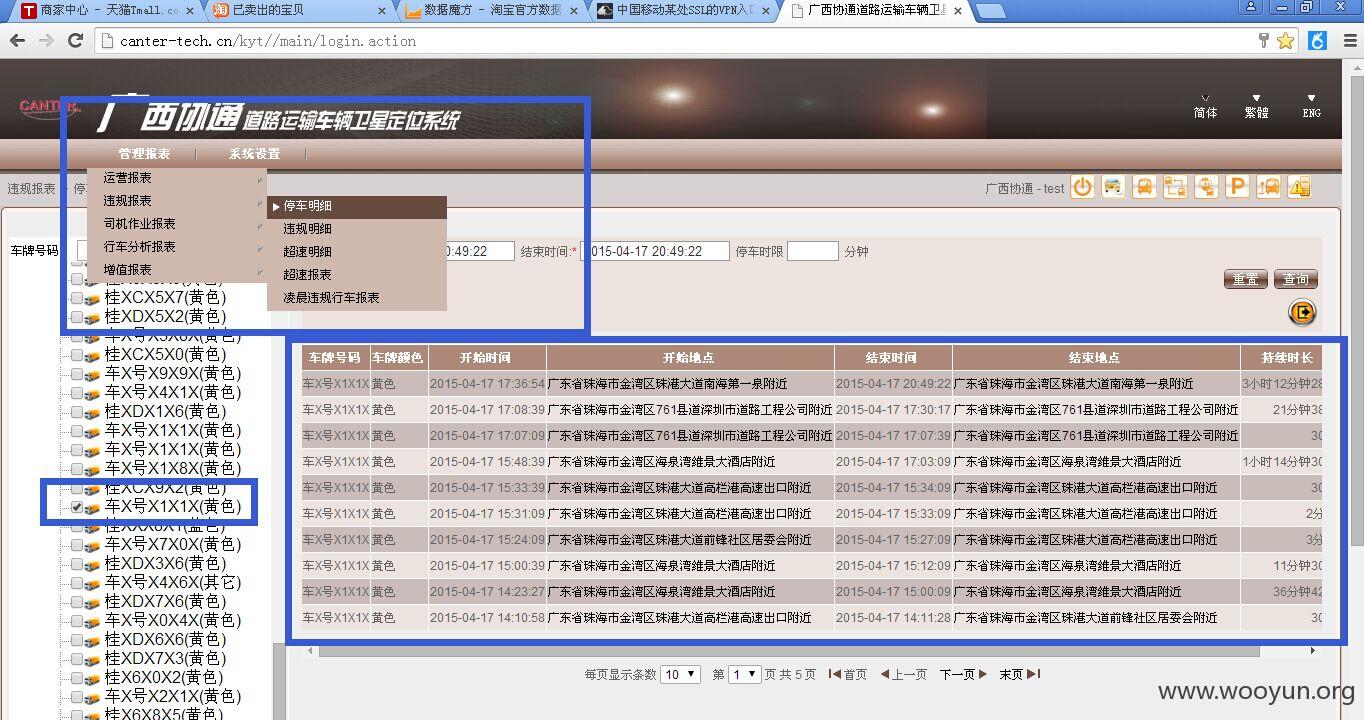 商家中心 - 天猫Tmall.co
已卖出的宝贝
数据魔方 - 淘宝官方数据
中国移动某处SSL的VPN入口
广西协通道路运输车辆卫星
canter-tech.cn/kyt//main/login.action
CANTER
广西协通道路运输车辆卫星定位系统
简体 繁體 ENG
管理报表 | 系统设置 |
违规报表
广西协通 - test
运营报表
违规报表
司机作业报表
行车分析报表
增值报表
停车明细
违规明细
超速明细
超速报表
凌晨违规行车报表
车牌号码
0:49:22 结束时间:* 2015-04-17 20:49:22 停车时限 分钟
重置 查询
桂XCX5X7(黄色)
桂XDX5X2(黄色)
车X号X3X8X(黄色)
桂XCX5X0(黄色)
车X号X9X9X(黄色)
车X号X4X1X(黄色)
桂XDX1X6(黄色)
车X号X1X1X(黄色)
车X号X1X1X(黄色)
车X号X1X8X(黄色)
桂XCX9X2(黄色)
车X号X1X1X(黄色)
桂XXX8X1(蓝色)
车X号X7X0X(黄色)
桂XDX3X6(黄色)
车X号X4X6X(其它)
桂XDX7X6(黄色)
车X号X0X4X(黄色)
桂XDX6X6(黄色)
桂XDX7X3(黄色)
桂X6X0X2(黄色)
车X号X2X1X(黄色)
桂X6X8X5(黄色)
车牌号码 车牌颜色 开始时间 开始地点 结束时间 结束地点 持续时长
车X号X1X1X 黄色 2015-04-17 17:36:54 广东省珠海市金湾区珠港大道南海第一泉附近 2015-04-17 20:49:22 广东省珠海市金湾区珠港大道南海第一泉附近 3小时12分钟28
车X号X1X1X 黄色 2015-04-17 17:08:39 广东省珠海市金湾区761县道深圳市道路工程公司附近 2015-04-17 17:30:17 广东省珠海市金湾区761县道深圳市道路工程公司附近 21分钟38
车X号X1X1X 黄色 2015-04-17 17:07:09 广东省珠海市金湾区761县道深圳市道路工程公司附近 2015-04-17 17:07:39 广东省珠海市金湾区761县道深圳市道路工程公司附近 30
车X号X1X1X 黄色 2015-04-17 15:48:39 广东省珠海市金湾区海泉湾维景大酒店附近 2015-04-17 17:03:09 广东省珠海市金湾区海泉湾维景大酒店附近 1小时14分钟30
车X号X1X1X 黄色 2015-04-17 15:33:39 广东省珠海市金湾区珠港大道高栏港高速出口附近 2015-04-17 15:34:09 广东省珠海市金湾区珠港大道高栏港高速出口附近 30
车X号X1X1X 黄色 2015-04-17 15:31:09 广东省珠海市金湾区珠港大道高栏港高速出口附近 2015-04-17 15:33:09 广东省珠海市金湾区珠港大道高栏港高速出口附近 2分
车X号X1X1X 黄色 2015-04-17 15:24:09 广东省珠海市金湾区珠港大道前锋社区居委会附近 2015-04-17 15:27:09 广东省珠海市金湾区珠港大道高栏港高速出口附近 3分
车X号X1X1X 黄色 2015-04-17 15:00:39 广东省珠海市金湾区海泉湾维景大酒店附近 2015-04-17 15:12:09 广东省珠海市金湾区海泉湾维景大酒店附近 11分钟30
车X号X1X1X 黄色 2015-04-17 14:23:27 广东省珠海市金湾区海泉湾维景大酒店附近 2015-04-17 15:00:09 广东省珠海市金湾区海泉湾维景大酒店附近 36分钟42
车X号X1X1X 黄色 2015-04-17 14:10:58 广东省珠海市金湾区珠港大道高栏港高速出口附近 2015-04-17 14:11:28 广东省珠海市金湾区珠港大道前锋社区居委会附近 30
每页显示条数 10 第 1 页 共 5 页 首页 上一页 下一页 末页
www.wooyun.org